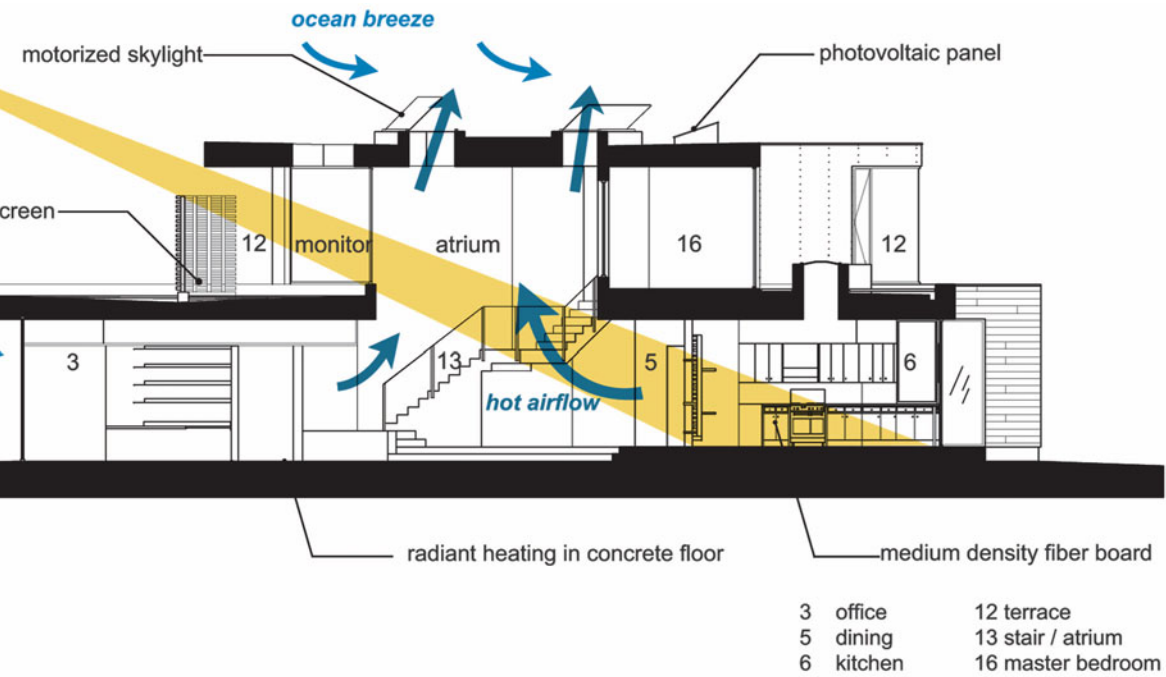 ocean breeze
motorized skylight
photovoltaic panel
creen
12 monitor atrium 16 12
3 13 5 6
hot airflow
radiant heating in concrete floor
medium density fiber board
3 office 12 terrace
5 dining 13 stair / atrium
6 kitchen 16 master bedroom